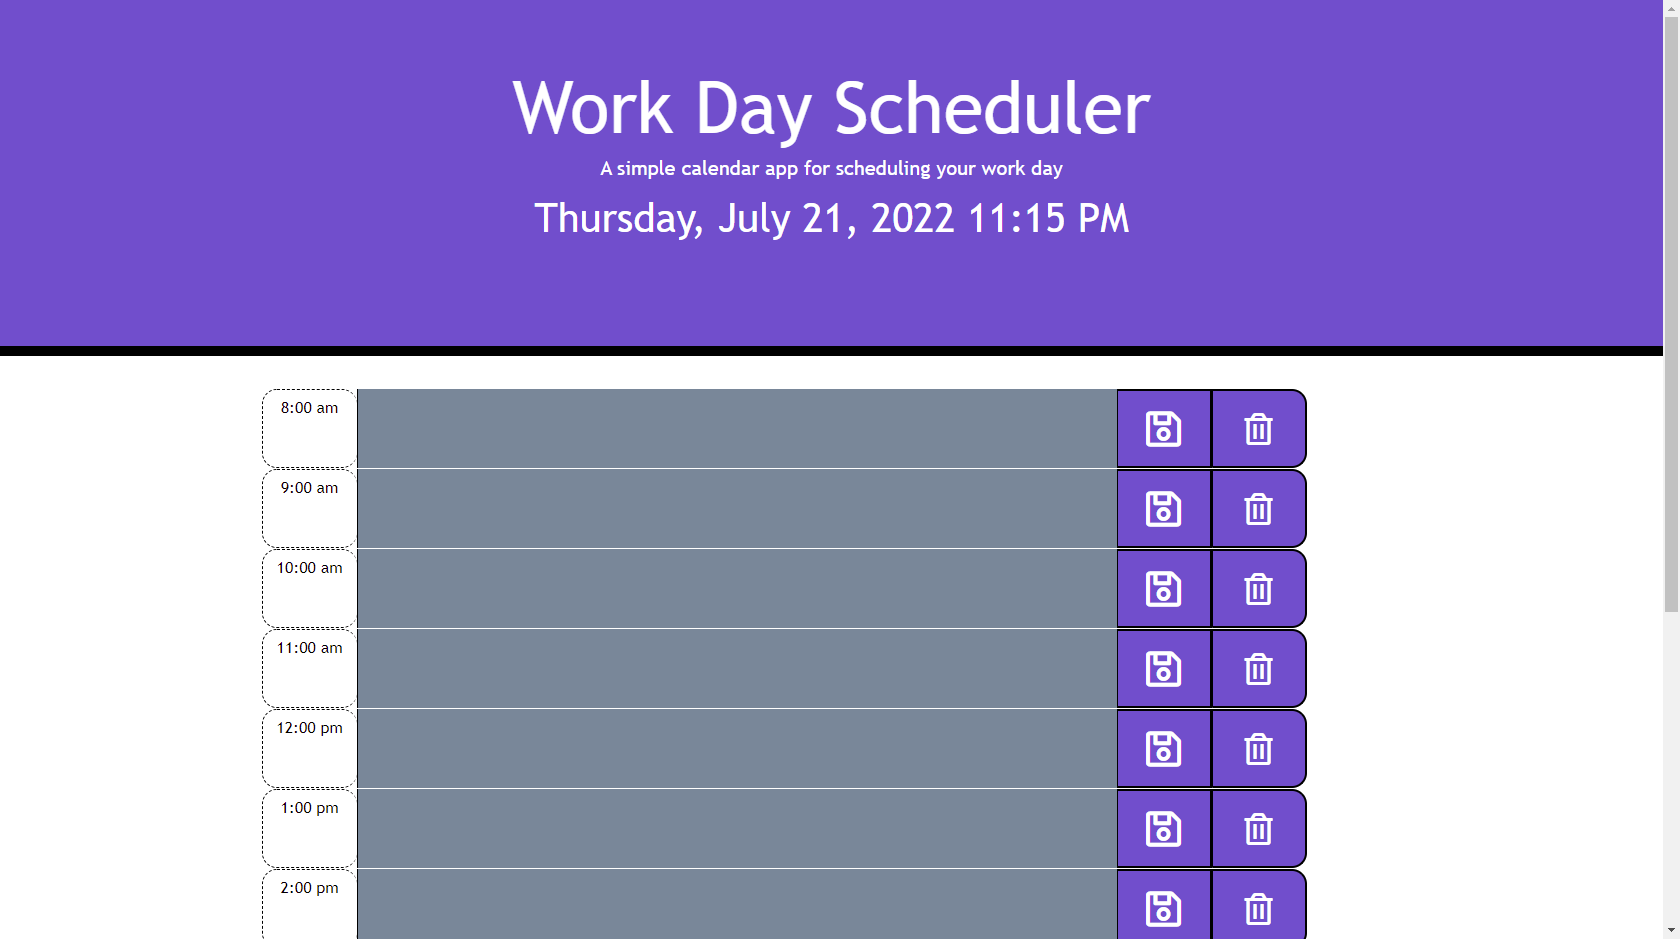 Work Day Scheduler
A simple calendar app for scheduling your work day
Thursday, July 21, 2022 11:15 PM
8:00 am
9:00 am
10:00 am
11:00 am
12:00 pm
1:00 pm
2:00 pm